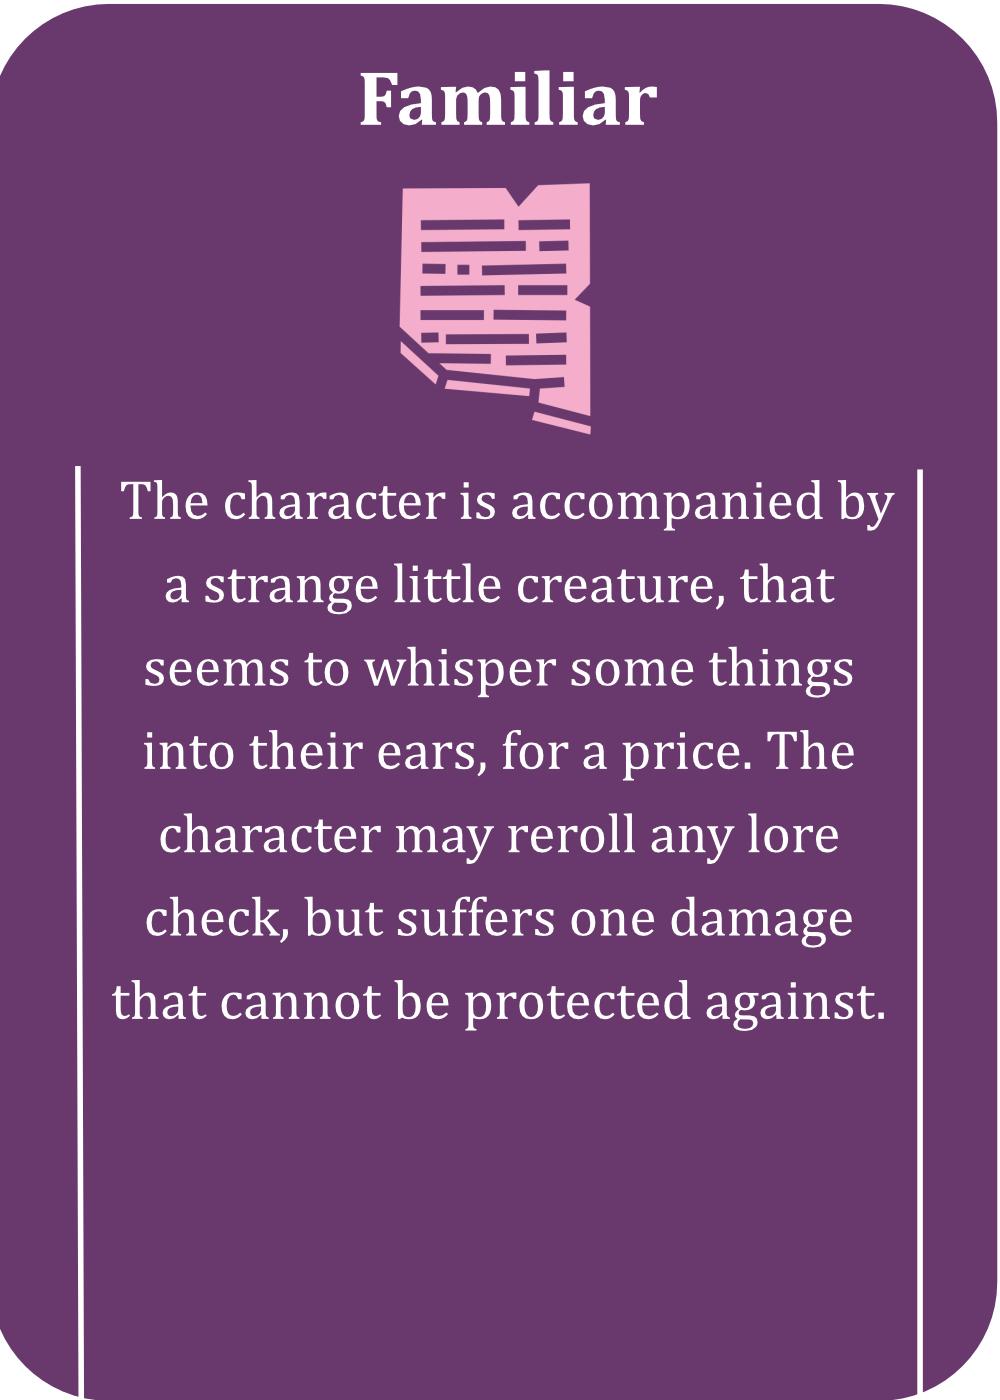 Familiar
The character is accompanied by
a strange little creature, that
seems to whisper some things
into their ears, for a price. The
character may reroll any lore
check, but suffers one damage
that cannot be protected against.